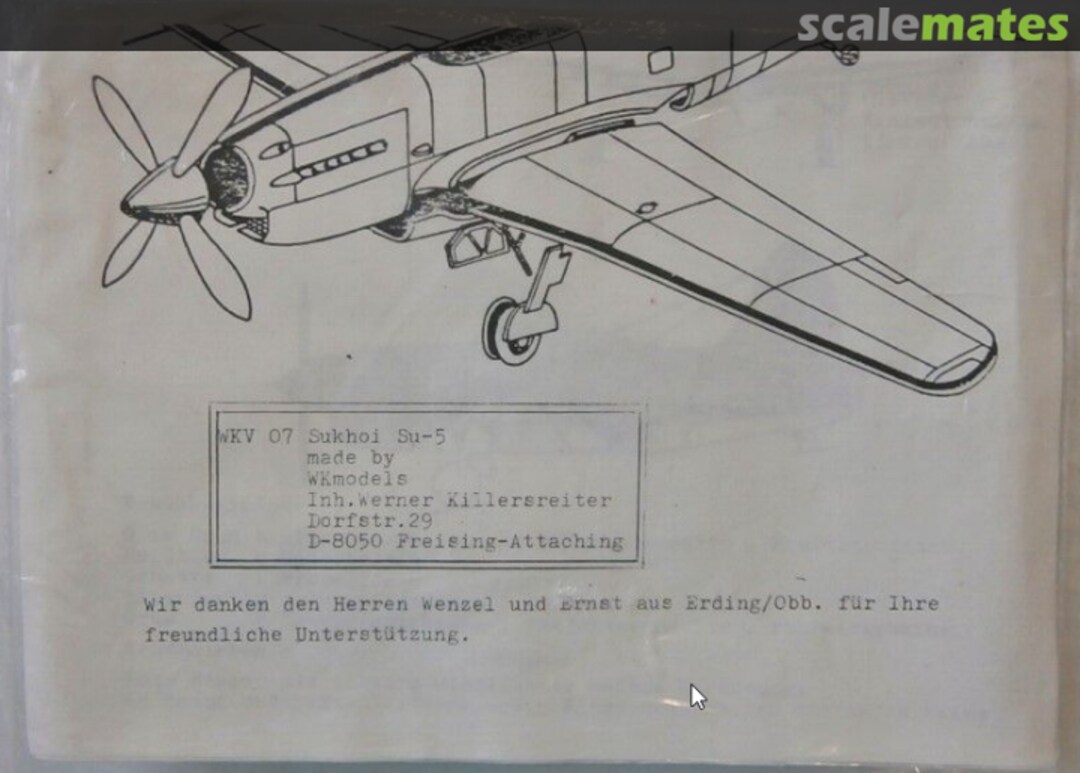 scalemates
WKV 07 Sukhoi Su-5
made by
WKmodels
Inh.Werner Killersreiter
Dorfstr.29
D-8050 Freising-Attaching
Wir danken den Herren Wenzel und Ernst aus Erding/Obb. für Ihre
freundliche Unterstützung.